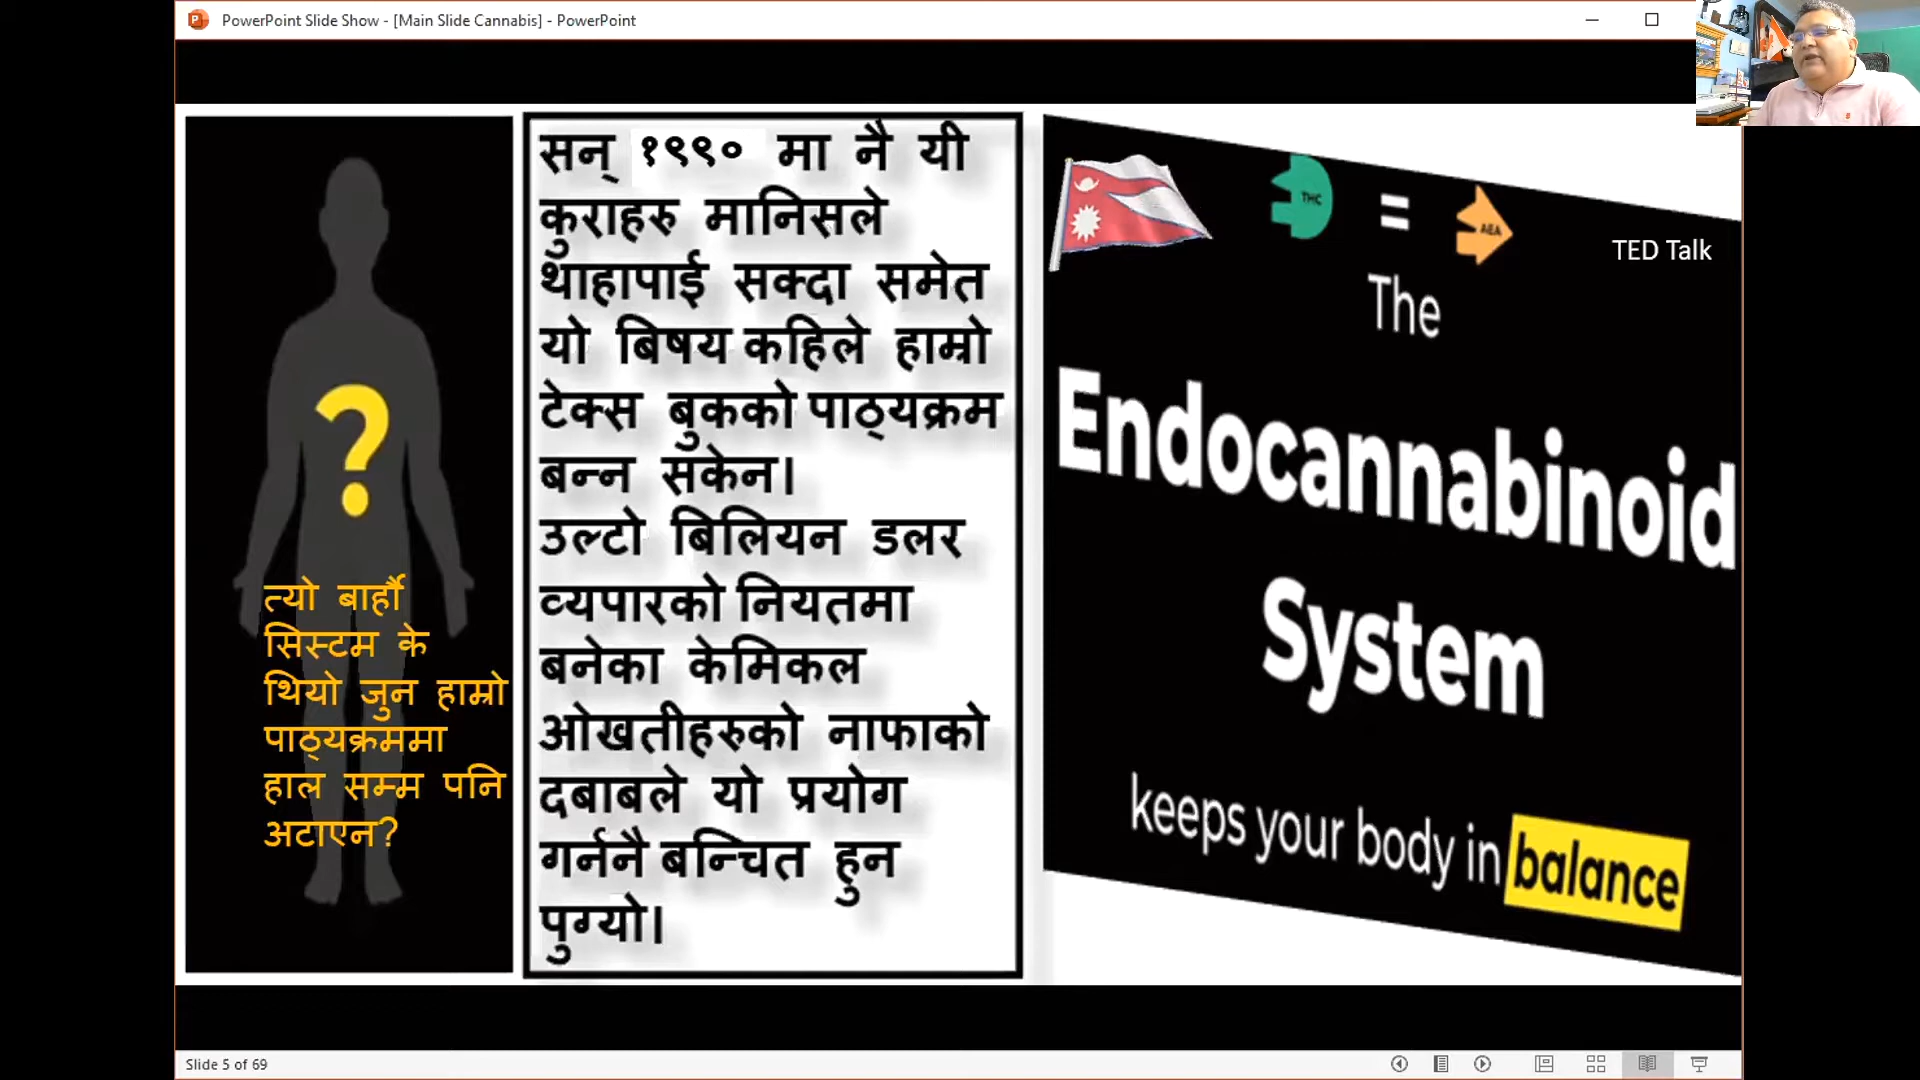 PowerPoint Slide Show - [Main Slide Cannabis] - PowerPoint
त्यो बार्हौं
सिस्टम के
थियो जुन हाम्रो
पाठ्यक्रममा
हाल सम्म पनि
अटाएन?
सन् १९९० मा नै यी
कुराहरु मानिसले
थाहापाई सक्दा समेत
यो बिषय कहिले हाम्रो
टेक्स बुकको पाठ्यक्रम
बन्न सकेन।
उल्टो बिलियन डलर
व्यपारको नियतमा
बनेका केमिकल
ओखतीहरुको नाफाको
दबाबले यो प्रयोग
गर्ननै बन्चित हुन
पुग्यो।
THC = AEA
TED Talk
The
Endocannabinoid
System
keeps your body in balance
Slide 5 of 69